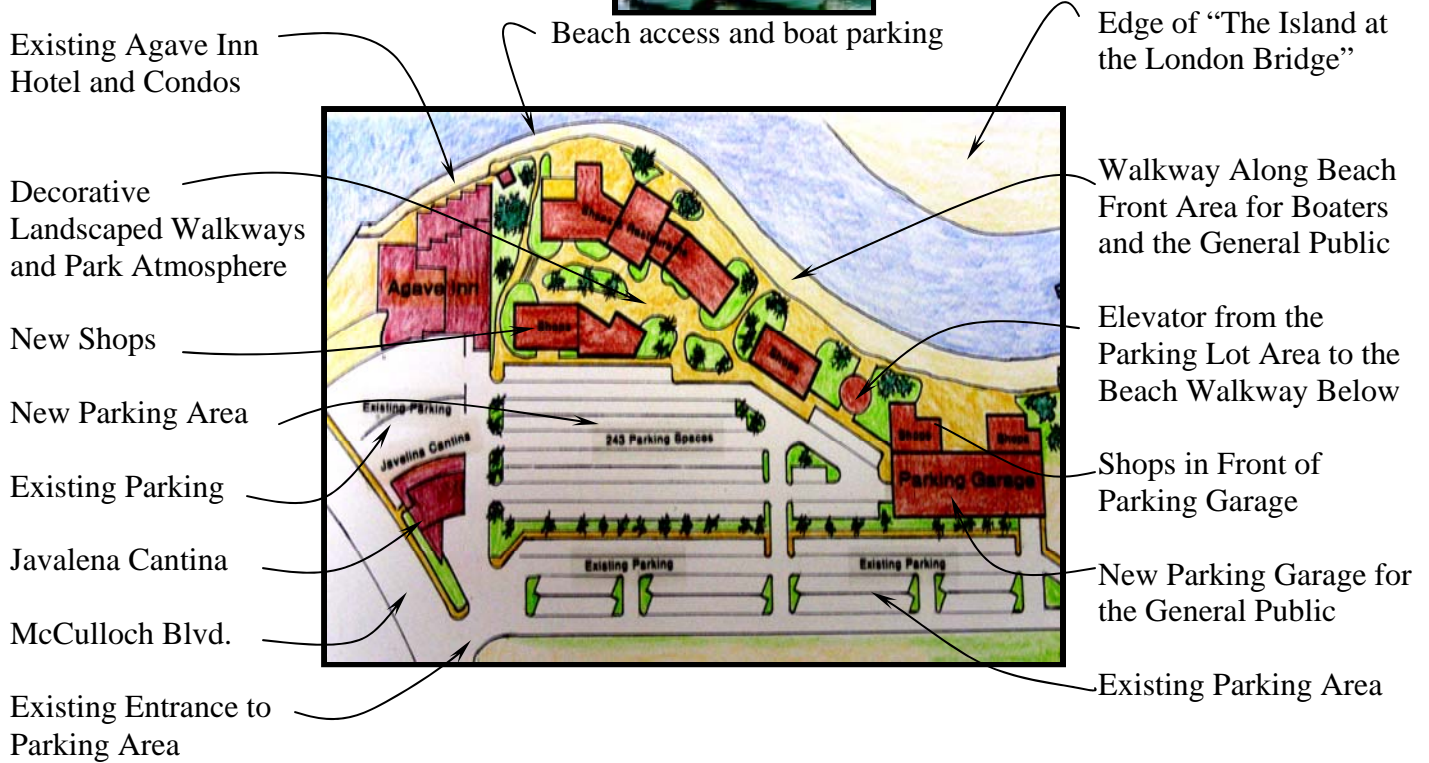 Beach access and boat parking
Existing Agave Inn
Hotel and Condos
Decorative
Landscaped Walkways
and Park Atmosphere
New Shops
New Parking Area
Existing Parking
Javalena Cantina
McCulloch Blvd.
Existing Entrance to
Parking Area
Edge of “The Island at
the London Bridge”
Walkway Along Beach
Front Area for Boaters
and the General Public
Elevator from the
Parking Lot Area to the
Beach Walkway Below
Shops in Front of
Parking Garage
New Parking Garage for
the General Public
Existing Parking Area
Shops
Agave Inn
Shops
Shops
Existing Parking
Javelina Cantina
243 Parking Spaces
Shops
Shops
Parking Garage
Existing Parking
Existing Parking